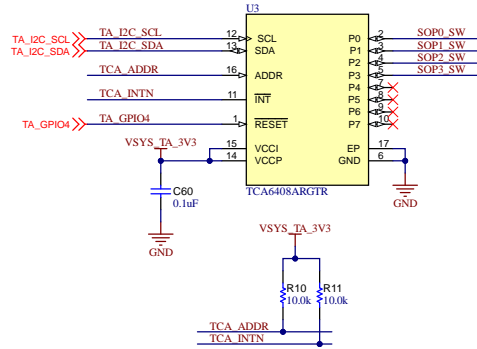 U3
TA_I2C_SCL TA_I2C_SCL 12 SCL P0 2 SOP0_SW
TA_I2C_SDA TA_I2C_SDA 13 SDA P1 3 SOP1_SW
P2 4 SOP2_SW
TCA_ADDR 16 ADDR P3 5 SOP3_SW
P4 7
TCA_INTN 11 INT P5 8
P6 9
TA_GPIO4 TA_GPIO4 1 RESET P7 10
VSYS_TA_3V3
15 VCCI EP 17
14 VCCP GND 6
C60
0.1uF
TCA6408ARGTR
GND
GND
VSYS_TA_3V3
R10 R11
10.0k 10.0k
TCA_ADDR
TCA_INTN